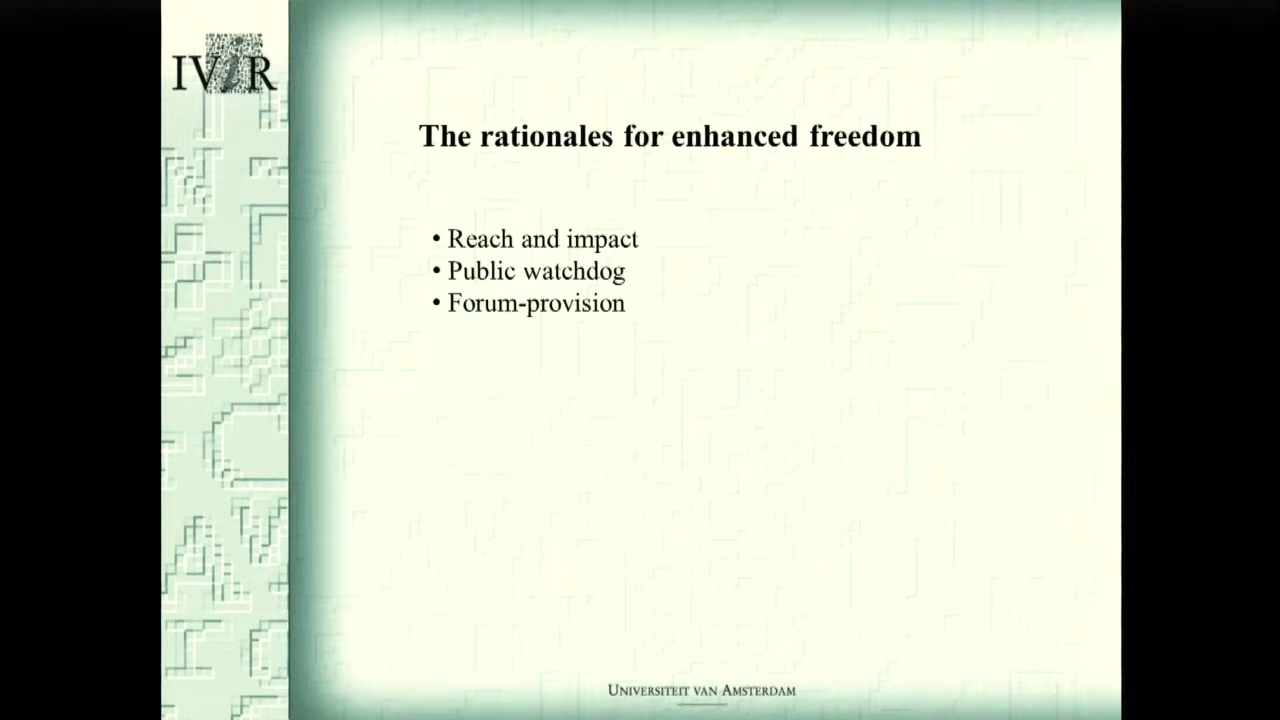 IViR
The rationales for enhanced freedom
• Reach and impact
• Public watchdog
• Forum-provision
UNIVERSITEIT VAN AMSTERDAM